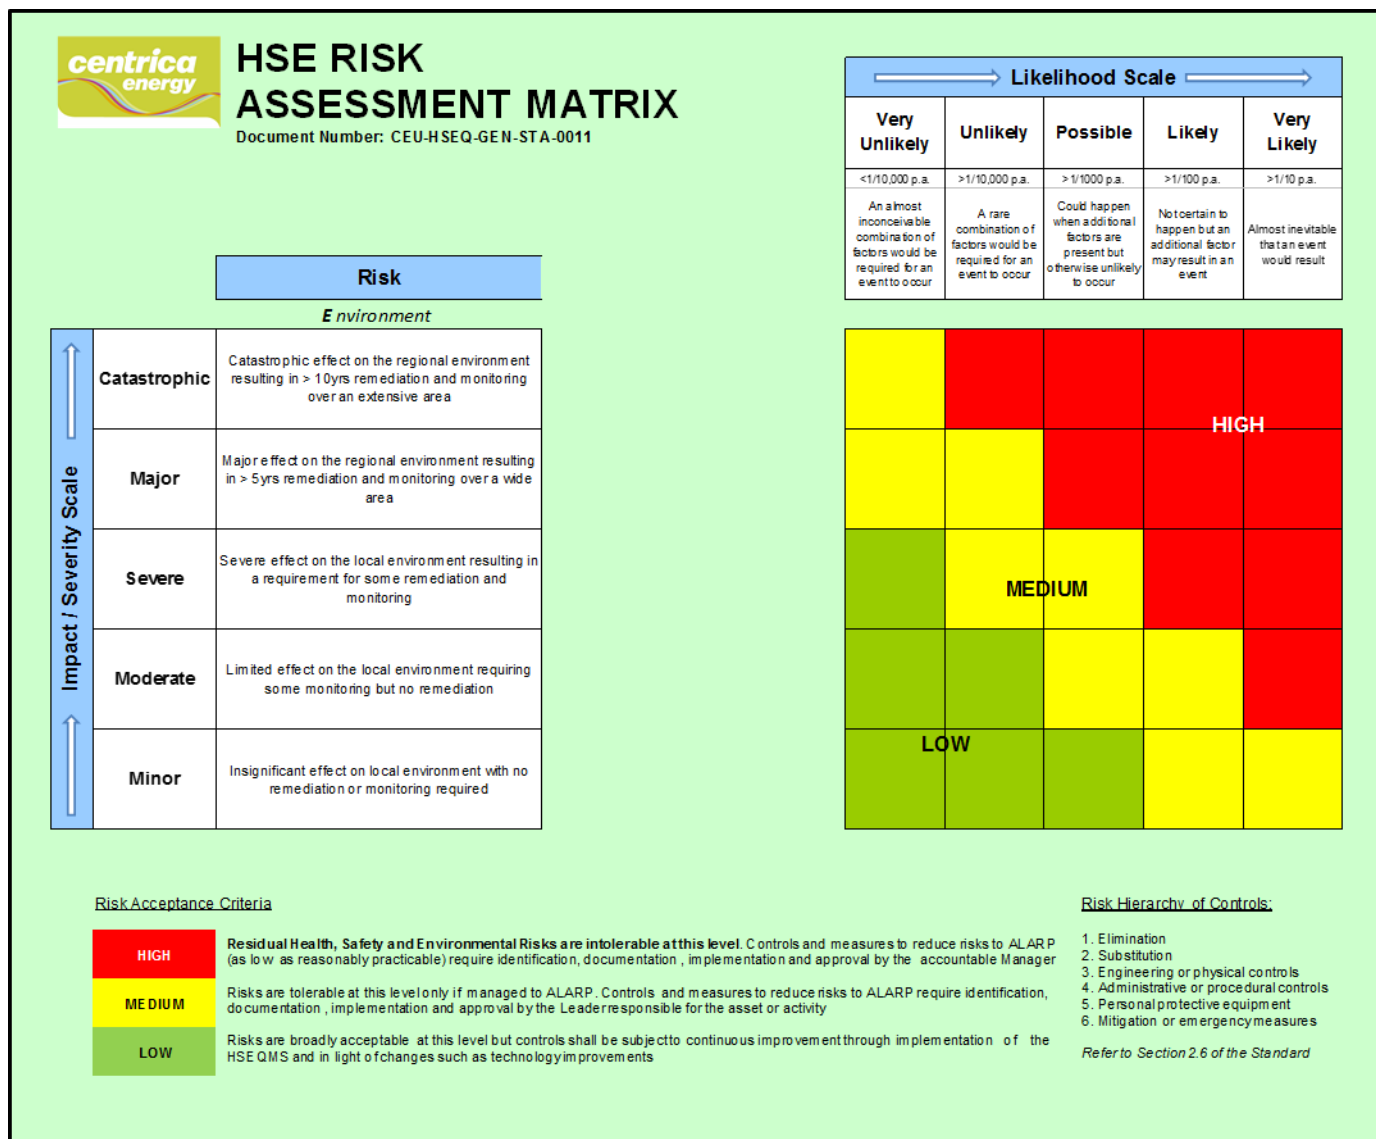 centrica
energy
HSE RISK
ASSESSMENT MATRIX
Document Number: CEU-HSEQ-GEN-STA-0011
Likelihood Scale
Very
Unlikely
Unlikely
Possible
Likely
Very
Likely
<1/10,000 p.a.
>1/10,000 p.a.
>1/1000 p.a.
>1/100 p.a.
>1/10 p.a.
An almost
inconceivable
combination of
factors would be
required for an
event to occur
A rare
combination of
factors would be
required for an
event to occur
Could happen
when additional
factors are
present but
otherwise unlikely
to occur
Not certain to
happen but an
additional factor
may result in an
event
Almost inevitable
that an event
would result
Risk
Environment
Impact / Severity Scale
Catastrophic
Catastrophic effect on the regional environment
resulting in > 10yrs remediation and monitoring
over an extensive area
Major
Major effect on the regional environment resulting
in > 5yrs remediation and monitoring over a wide
area
Severe
Severe effect on the local environment resulting in
a requirement for some remediation and
monitoring
Moderate
Limited effect on the local environment requiring
some monitoring but no remediation
Minor
Insignificant effect on local environment with no
remediation or monitoring required
HIGH
MEDIUM
LOW
Risk Acceptance Criteria
HIGH
Residual Health, Safety and Environmental Risks are intolerable at this level. Controls and measures to reduce risks to ALARP
(as low as reasonably practicable) require identification, documentation , implementation and approval by the accountable Manager
MEDIUM
Risks are tolerable at this level only if managed to ALARP. Controls and measures to reduce risks to ALARP require identification,
documentation , implementation and approval by the Leader responsible for the asset or activity
LOW
Risks are broadly acceptable at this level but controls shall be subject to continuous improvement through implementation of the
HSEQMS and in light of changes such as technology improvements
Risk Hierarchy of Controls:
1. Elimination
2. Substitution
3. Engineering or physical controls
4. Administrative or procedural controls
5. Personal protective equipment
6. Mitigation or emergency measures
Refer to Section 2.6 of the Standard